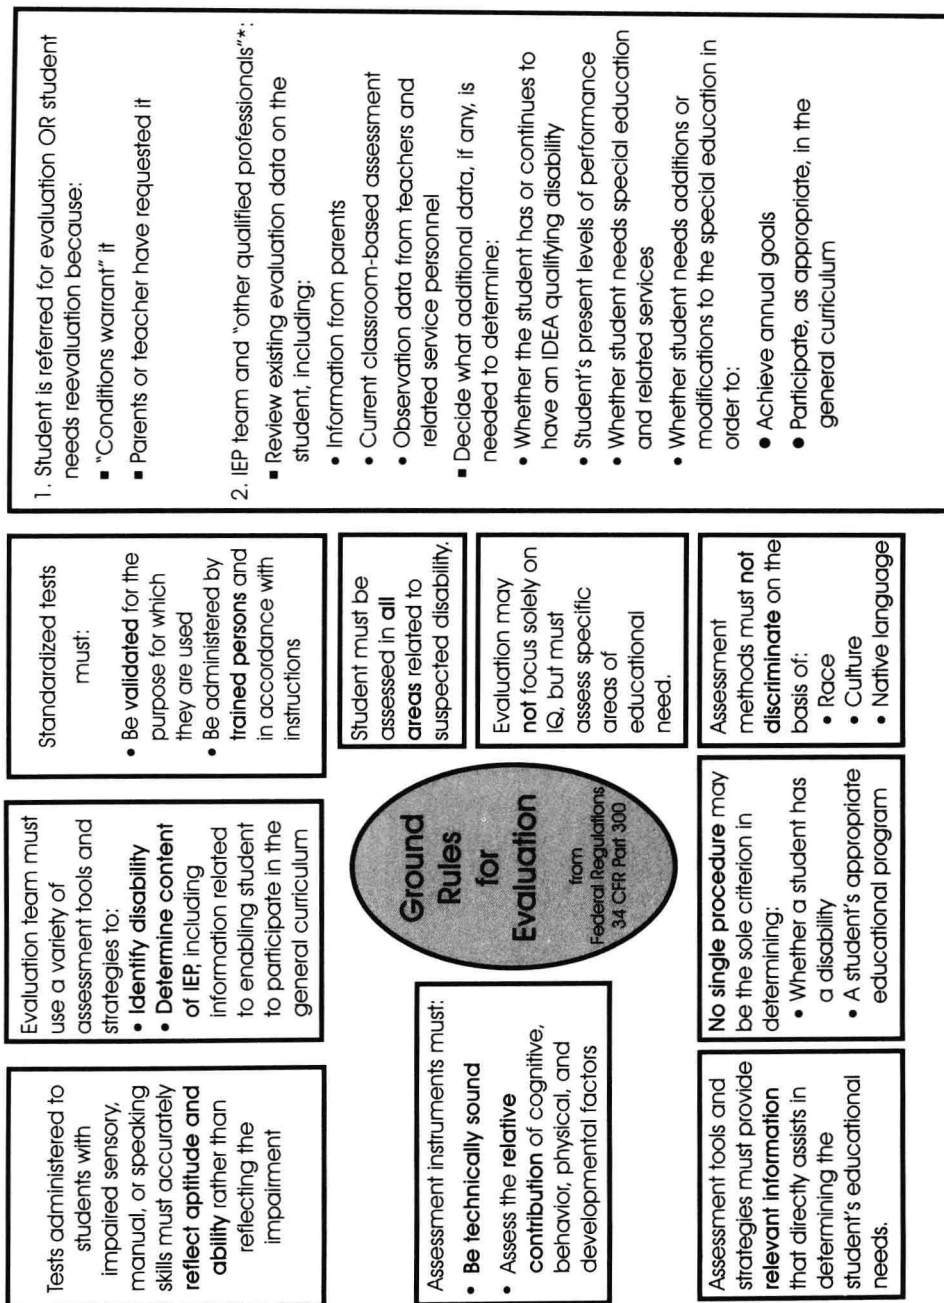 Tests administered to
students with
impaired sensory,
manual, or speaking
skills must accurately
reflect aptitude and
ability rather than
reflecting the
impairment
Evaluation team must
use a variety of
assessment tools and
strategies to:
• Identify disability
• Determine content
of IEP, including
information related
to enabling student
to participate in the
general curriculum
Standardized tests
must:
• Be validated for the
purpose for which
they are used
• Be administered by
trained persons and
in accordance with
instructions
Assessment instruments must:
• Be technically sound
• Assess the relative
contribution of cognitive,
behavior, physical, and
developmental factors
Ground
Rules
for
Evaluation
from
Federal Regulations
34 CFR Part 300
Student must be
assessed in all
areas related to
suspected disability.
Evaluation may
not focus solely on
IQ, but must
assess specific
areas of
educational
need.
Assessment tools and
strategies must provide
relevant information
that directly assists in
determining the
student's educational
needs.
No single procedure may
be the sole criterion in
determining:
• Whether a student has
a disability
• A student's appropriate
educational program
Assessment
methods must not
discriminate on the
basis of:
• Race
• Culture
• Native language
1. Student is referred for evaluation OR student
needs reevaluation because:
▪ "Conditions warrant" it
▪ Parents or teacher have requested it
2. IEP team and "other qualified professionals"*:
▪ Review existing evaluation data on the
student, including:
• Information from parents
• Current classroom-based assessment
• Observation data from teachers and
related service personnel
▪ Decide what additional data, if any, is
needed to determine:
• Whether the student has or continues to
have an IDEA qualifying disability
• Student's present levels of performance
• Whether student needs special education
and related services
• Whether student needs additions or
modifications to the special education in
order to:
● Achieve annual goals
● Participate, as appropriate, in the
general curriculum